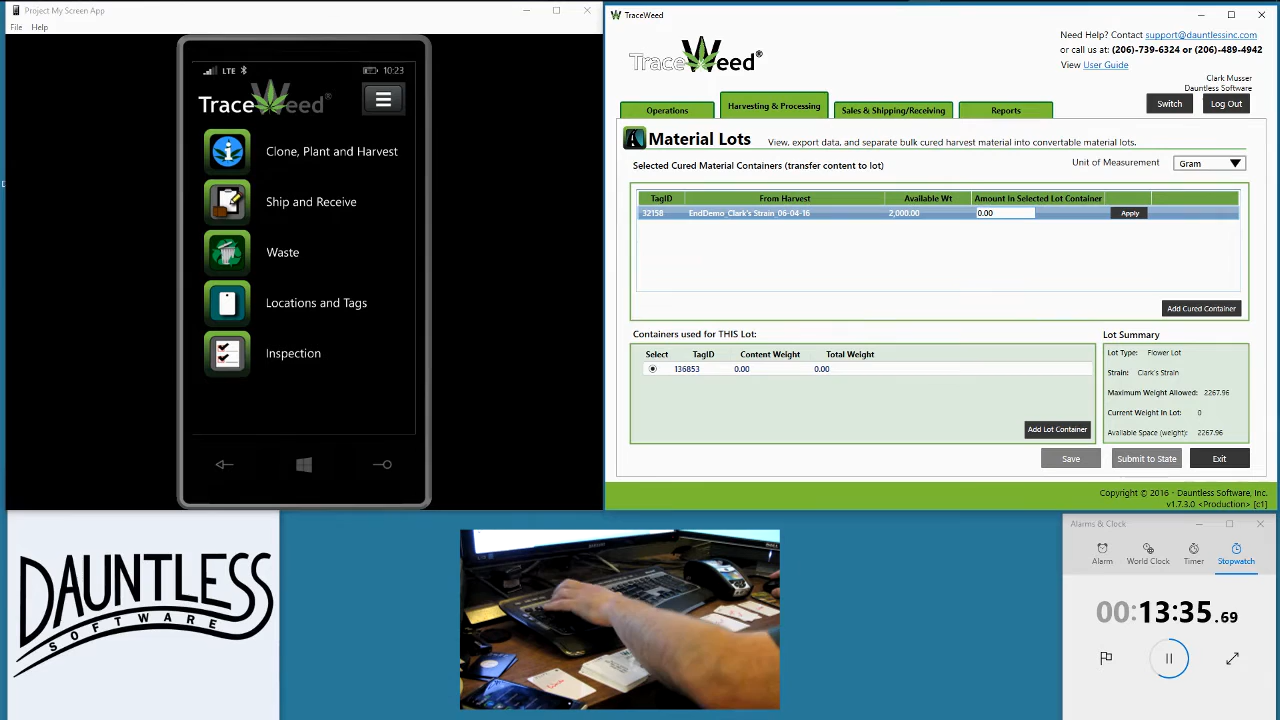 Project My Screen App
File Help
LTE 10:23
TraceWeed®
Clone, Plant and Harvest
Ship and Receive
Waste
Locations and Tags
Inspection
TraceWeed
TraceWeed®
Need Help? Contact support@dauntlessinc.com
or call us at: (206)-739-6324 or (206)-489-4942
View User Guide
Clark Musser
Dauntless Software
Switch Log Out
Operations Harvesting & Processing Sales & Shipping/Receiving Reports
Material Lots View, export data, and separate bulk cured harvest material into convertable material lots.
Selected Cured Material Containers (transfer content to lot) Unit of Measurement Gram
TagID From Harvest Available Wt Amount In Selected Lot Container
32158 EndDemo_Clark's Strain_06-04-16 2,000.00 0.00 Apply
Add Cured Container
Containers used for THIS Lot: Lot Summary
Select TagID Content Weight Total Weight
136853 0.00 0.00
Add Lot Container
Lot Type: Flower Lot
Strain: Clark's Strain
Maximum Weight Allowed: 2267.96
Current Weight In Lot: 0
Available Space (weight): 2267.96
Save Submit to State Exit
Copyright © 2016 - Dauntless Software, Inc.
v1.7.3.0 <Production> [c1]
DAUNTLESS
SOFTWARE
Alarms & Clock
Alarm World Clock Timer Stopwatch
00:13:35.69